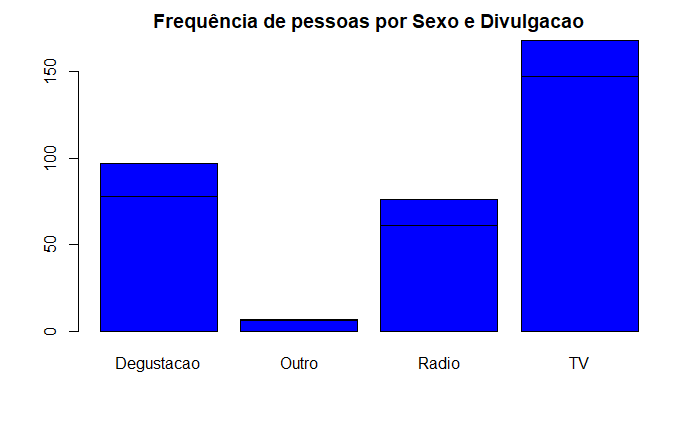 Frequência de pessoas por Sexo e Divulgacao
150
100
50
0
Degustacao Outro Radio TV